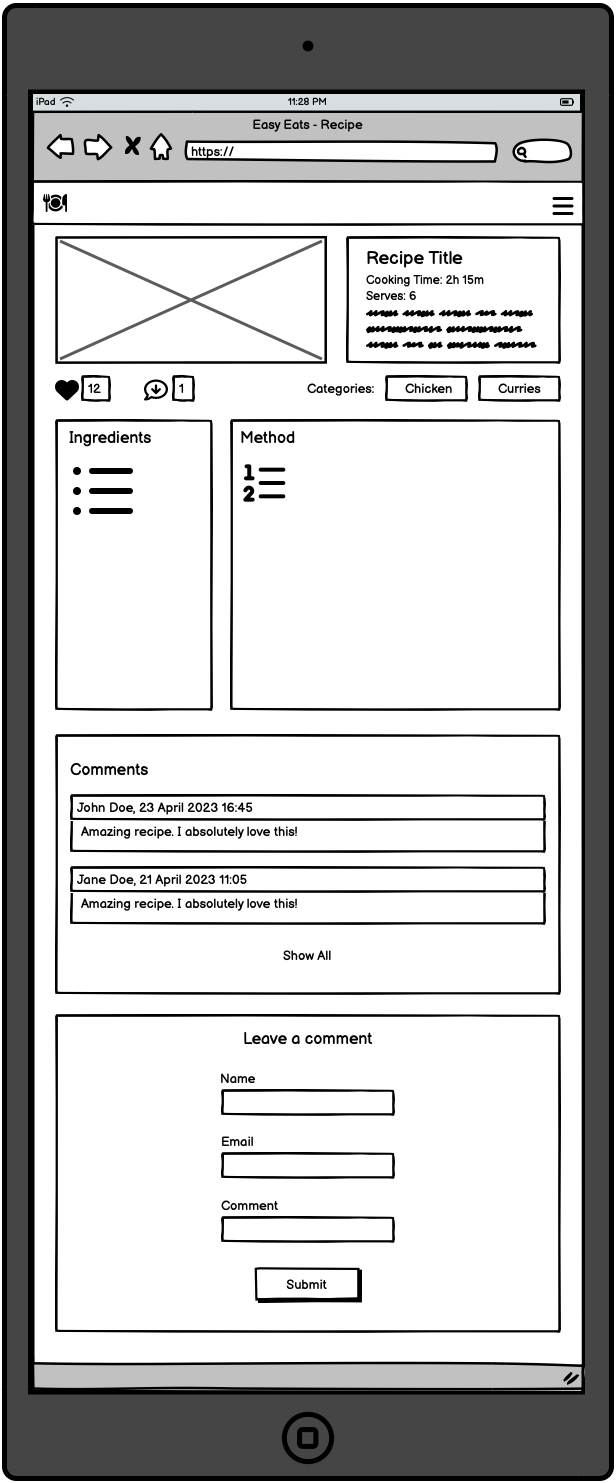 iPad
11:28 PM
Easy Eats - Recipe
https://
Recipe Title
Cooking Time: 2h 15m
Serves: 6
12
1
Categories:
Chicken
Curries
Ingredients
Method
1
2
Comments
John Doe, 23 April 2023 16:45
Amazing recipe. I absolutely love this!
Jane Doe, 21 April 2023 11:05
Amazing recipe. I absolutely love this!
Show All
Leave a comment
Name
Email
Comment
Submit